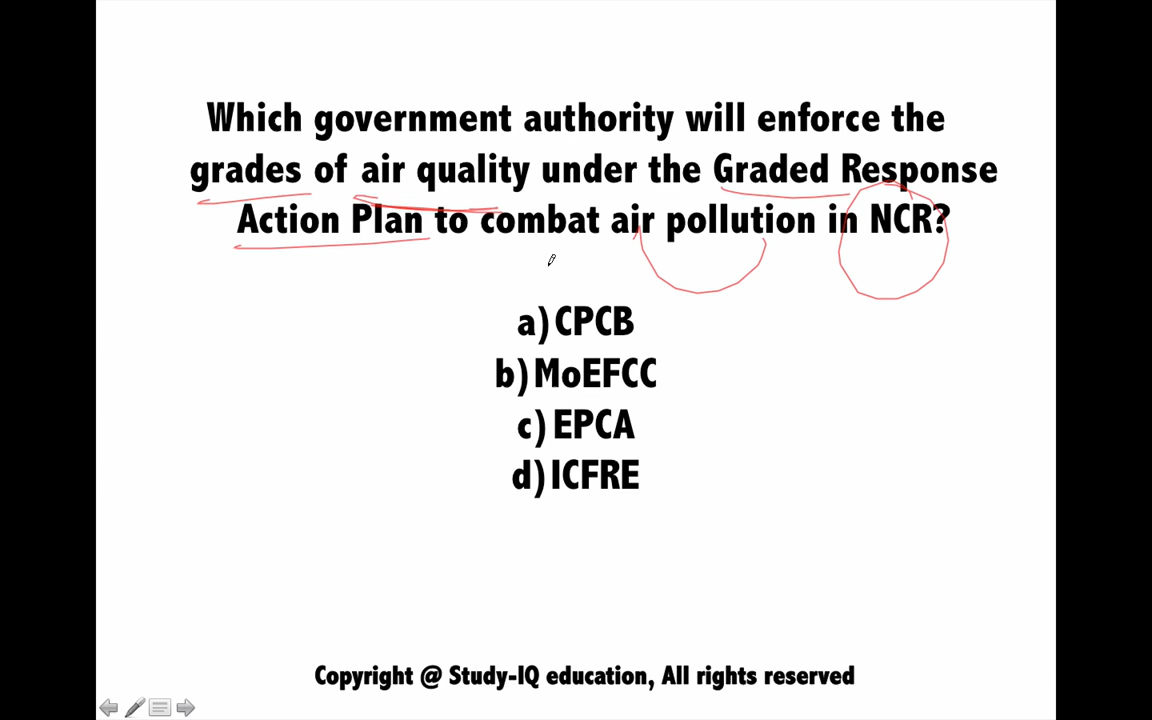 Which government authority will enforce the
grades of air quality under the Graded Response
Action Plan to combat air pollution in NCR?
a) CPCB
b) MoEFCC
c) EPCA
d) ICFRE
Copyright @ Study-IQ education, All rights reserved